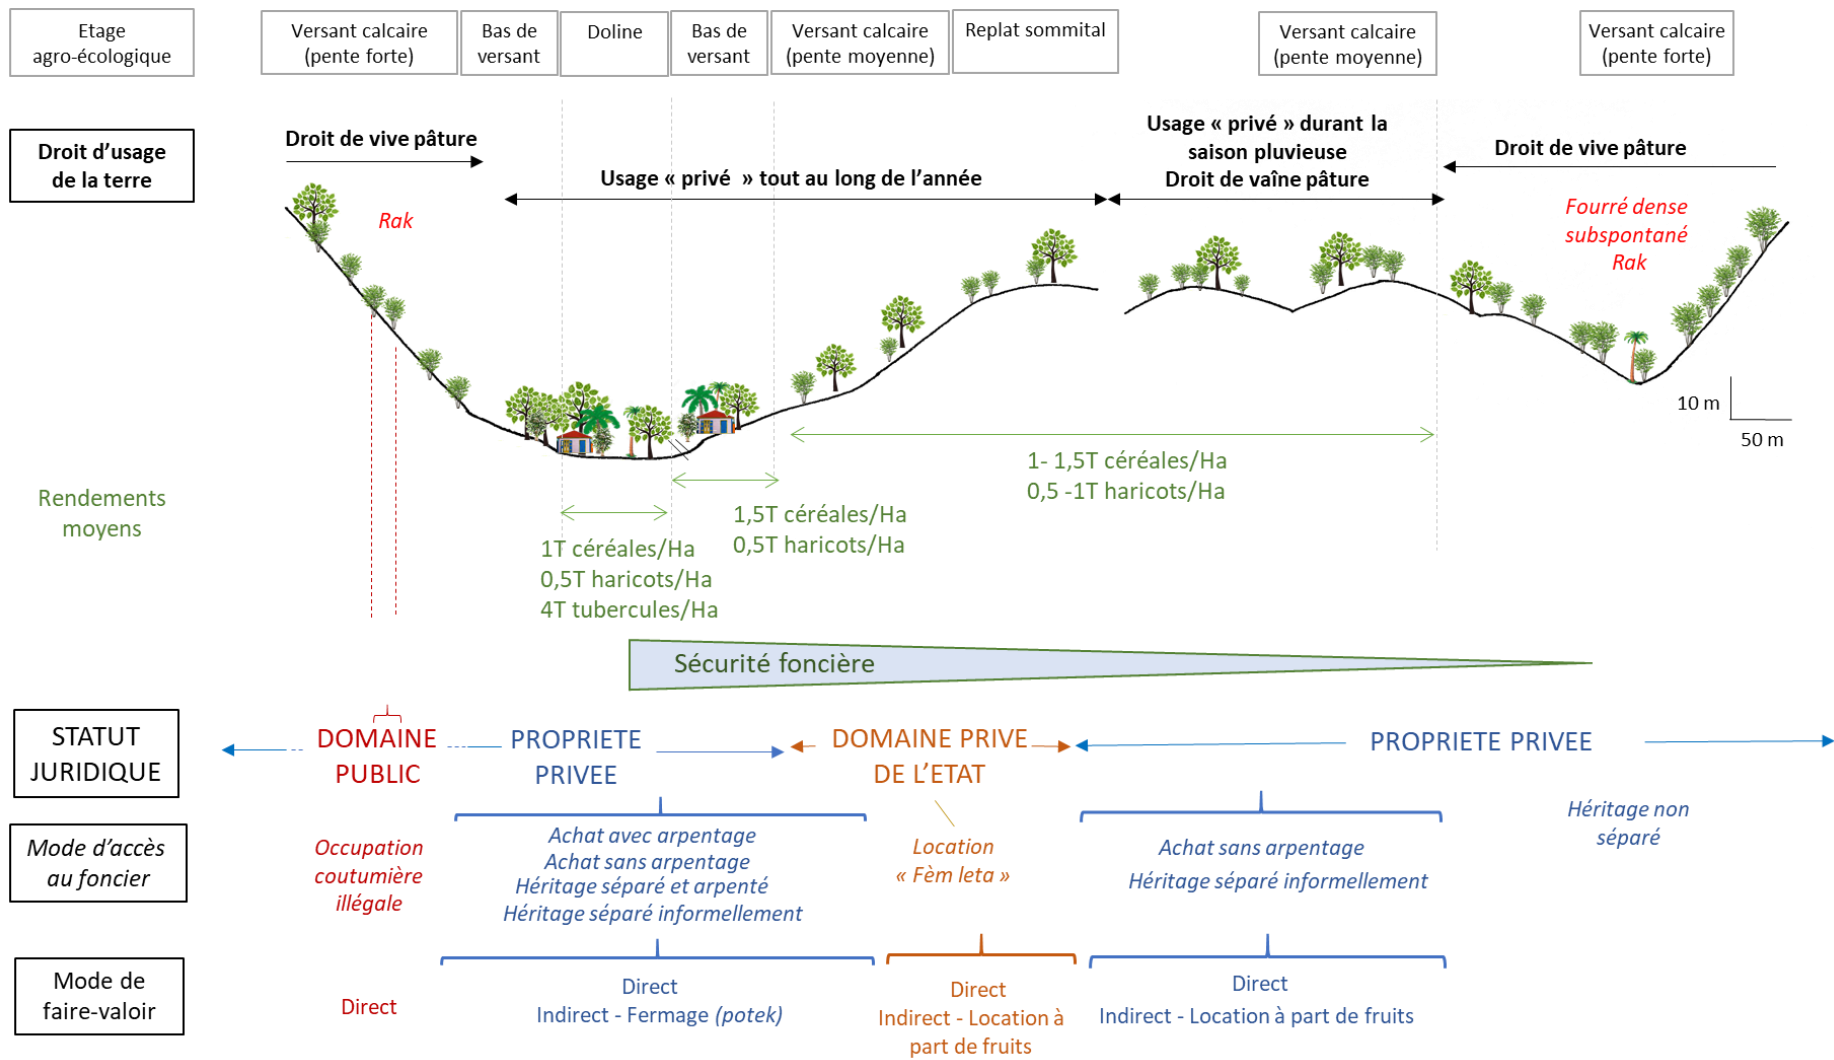 Etage
agro-écologique
Versant calcaire
(pente forte)
Bas de
versant
Doline
Bas de
versant
Versant calcaire
(pente moyenne)
Replat sommital
Versant calcaire
(pente moyenne)
Versant calcaire
(pente forte)
Droit d’usage
de la terre
Droit de vive pâture
Usage « privé  » tout au long de l’année
Usage « privé » durant la
saison pluvieuse
Droit de vaîne pâture
Droit de vive pâture
Rak
Fourré dense
subspontané
Rak
10 m
50 m
Rendements
moyens
1T céréales/Ha
0,5T haricots/Ha
4T tubercules/Ha
1,5T céréales/Ha
0,5T haricots/Ha
1- 1,5T céréales/Ha
0,5 -1T haricots/Ha
Sécurité foncière
STATUT
JURIDIQUE
DOMAINE
PUBLIC
PROPRIETE
PRIVEE
DOMAINE PRIVE
DE L’ETAT
PROPRIETE PRIVEE
Mode d’accès
au foncier
Occupation
coutumière
illégale
Achat avec arpentage
Achat sans arpentage
Héritage séparé et arpenté
Héritage séparé informellement
Location
« Fèm leta »
Achat sans arpentage
Héritage séparé informellement
Héritage non
séparé
Mode de
faire-valoir
Direct
Direct
Indirect - Fermage (potek)
Direct
Indirect - Location à
part de fruits
Direct
Indirect - Location à part de fruits